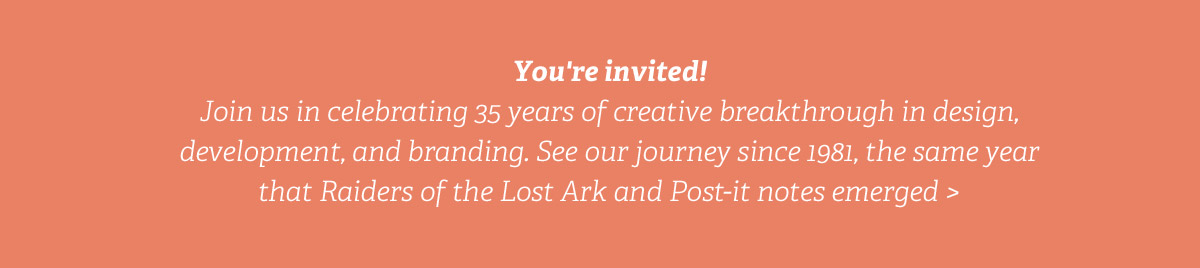 You're invited!
Join us in celebrating 35 years of creative breakthrough in design,
development, and branding. See our journey since 1981, the same year
that Raiders of the Lost Ark and Post-it notes emerged >